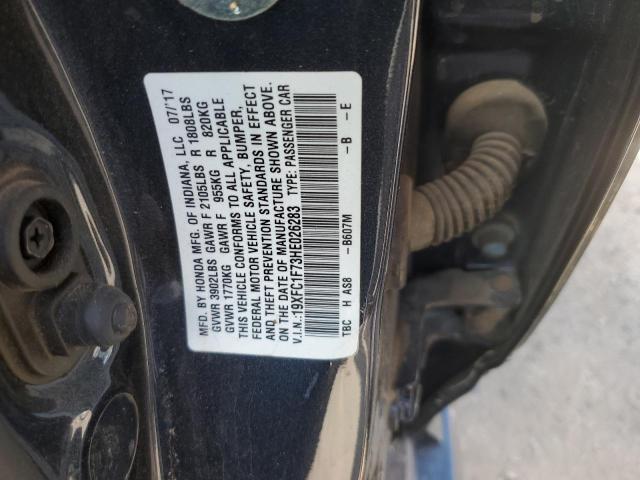 MFD. BY HONDA MFG. OF INDIANA, LLC 07/'17
GVWR 3902LBS GAWR F 2105LBS R 1808LBS
GVWR 1770KG GAWR F 955KG R 820KG
THIS VEHICLE CONFORMS TO ALL APPLICABLE
FEDERAL MOTOR VEHICLE SAFETY, BUMPER,
AND THEFT PREVENTION STANDARDS IN EFFECT
ON THE DATE OF MANUFACTURE SHOWN ABOVE.
V.I.N.:19XFC1F73HE026283 TYPE: PASSENGER CAR
TBC H AS8 -B607M -B -E